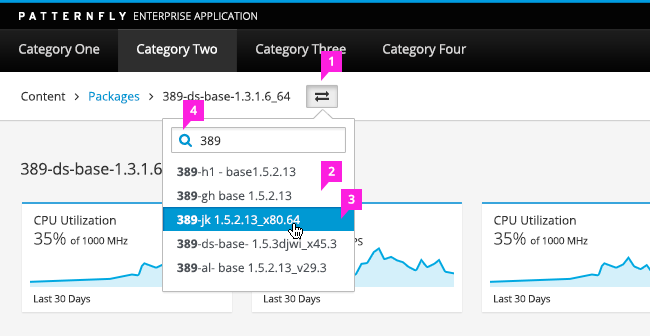 PATTERNFLY ENTERPRISE APPLICATION
Category One Category Two Category Three Category Four
1
Content > Packages > 389-ds-base-1.3.1.6_64
4
389
389-ds-base-1.3.1.6
389-h1 - base1.5.2.13
2
389-gh base 1.5.2.13
3
389-jk 1.5.2.13_x80.64
389-ds-base- 1.5.3djwl_x45.3
389-al- base 1.5.2.13_v29.3
CPU Utilization
35% of 1000 MHz
Last 30 Days
PS
Last 30 Days
CPU Utilization
35% of 1000 MHz
Last 30 Days